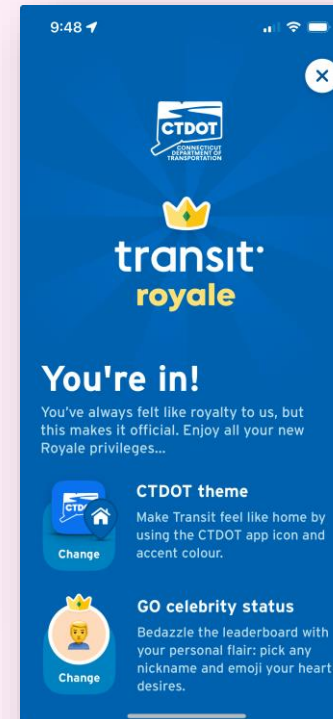 9:48
CTDOT
CONNECTICUT
DEPARTMENT OF
TRANSPORTATION
transit
royale
You're in!
You've always felt like royalty to us, but
this makes it official. Enjoy all your new
Royale privileges...
CTDOT theme
Make Transit feel like home by
using the CTDOT app icon and
accent colour.
CTD
Change
GO celebrity status
Bedazzle the leaderboard with
your personal flair: pick any
nickname and emoji your heart
desires.
Change